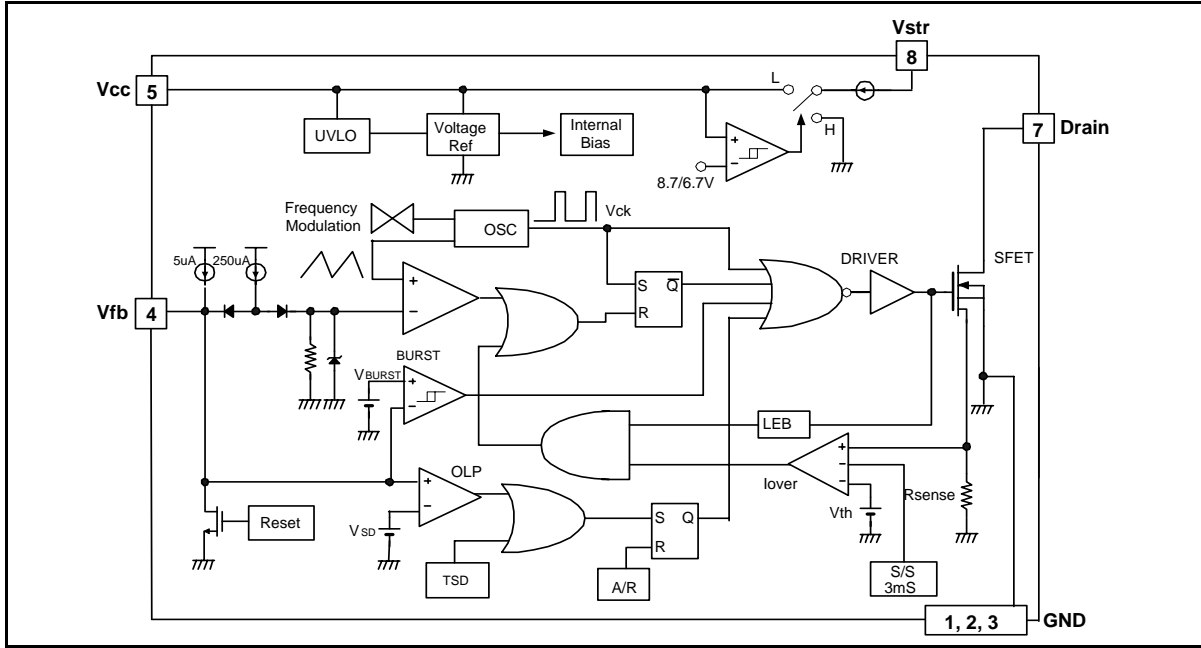 Vstr
8
Vcc
5
L
H
7
Drain
UVLO
Voltage
Ref
Internal
Bias
+
−
8.7/6.7V
Frequency
Modulation
OSC
Vck
5uA
250uA
DRIVER
SFET
Vfb
4
+
−
S
Q
R
BURST
VBURST
+
−
LEB
OLP
+
−
Iover
+
−
−
Rsense
Vth
Reset
VSD
S
Q
R
TSD
A/R
S/S
3mS
1, 2, 3
GND